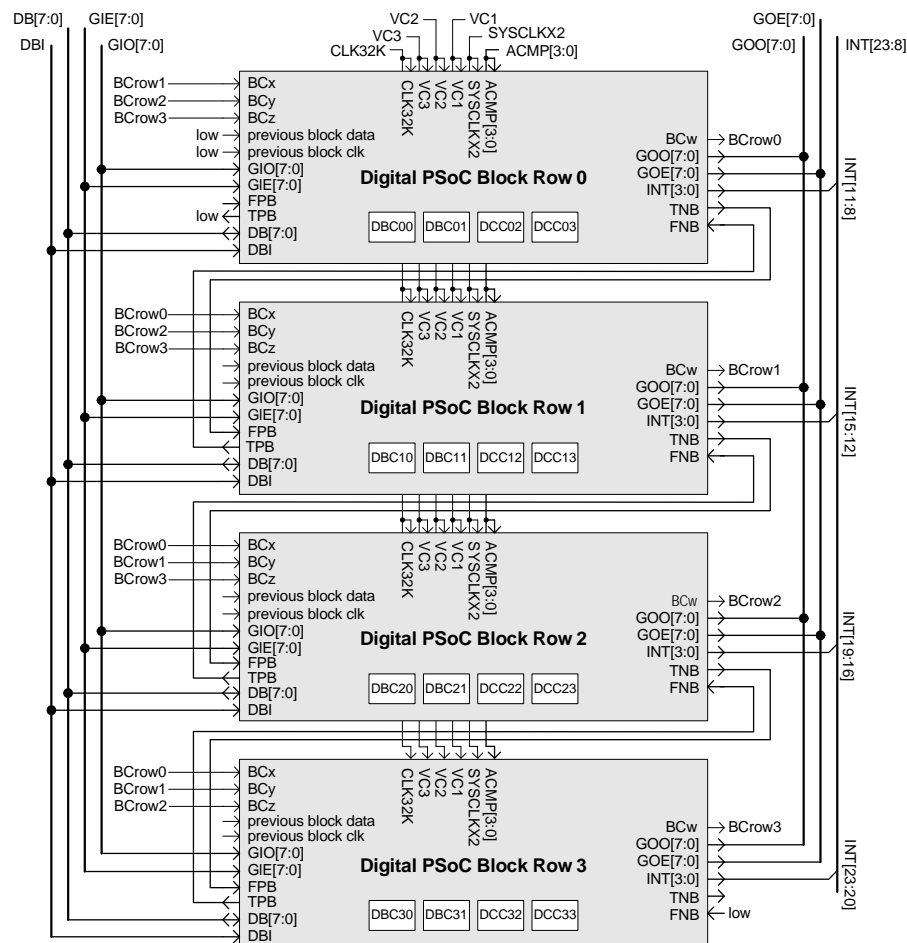 DB[7:0] GIE[7:0] VC2 VC1 GOE[7:0]
DBI GIO[7:0] VC3 SYSCLKX2 GOO[7:0] INT[23:8]
CLK32K ACMP[3:0]
CLK32K VC3 VC2 VC1 SYSCLKX2 ACMP[3:0]
BCrow1 BCx
BCrow2 BCy
BCrow3 BCz
low previous block data BCw BCrow0
low previous block clk GOO[7:0]
GIO[7:0] GOE[7:0]
GIE[7:0] Digital PSoC Block Row 0 INT[3:0] INT[11:8]
FPB TNB
low TPB FNB
DB[7:0] DBC00 DBC01 DCC02 DCC03
DBI
CLK32K VC3 VC2 VC1 SYSCLKX2 ACMP[3:0]
BCrow0 BCx
BCrow2 BCy
BCrow3 BCz
previous block data BCw BCrow1
previous block clk GOO[7:0]
GIO[7:0] GOE[7:0]
GIE[7:0] Digital PSoC Block Row 1 INT[3:0] INT[15:12]
FPB TNB
TPB FNB
DB[7:0] DBC10 DBC11 DCC12 DCC13
DBI
CLK32K VC3 VC2 VC1 SYSCLKX2 ACMP[3:0]
BCrow0 BCx
BCrow1 BCy
BCrow3 BCz
previous block data BCw BCrow2
previous block clk GOO[7:0]
GIO[7:0] GOE[7:0]
GIE[7:0] Digital PSoC Block Row 2 INT[3:0] INT[19:16]
FPB TNB
TPB FNB
DB[7:0] DBC20 DBC21 DCC22 DCC23
DBI
CLK32K VC3 VC2 VC1 SYSCLKX2 ACMP[3:0]
BCrow0 BCx
BCrow1 BCy
BCrow2 BCz
previous block data BCw BCrow3
previous block clk GOO[7:0]
GIO[7:0] GOE[7:0]
GIE[7:0] Digital PSoC Block Row 3 INT[3:0] INT[23:20]
FPB TNB
TPB FNB low
DB[7:0] DBC30 DBC31 DCC32 DCC33
DBI